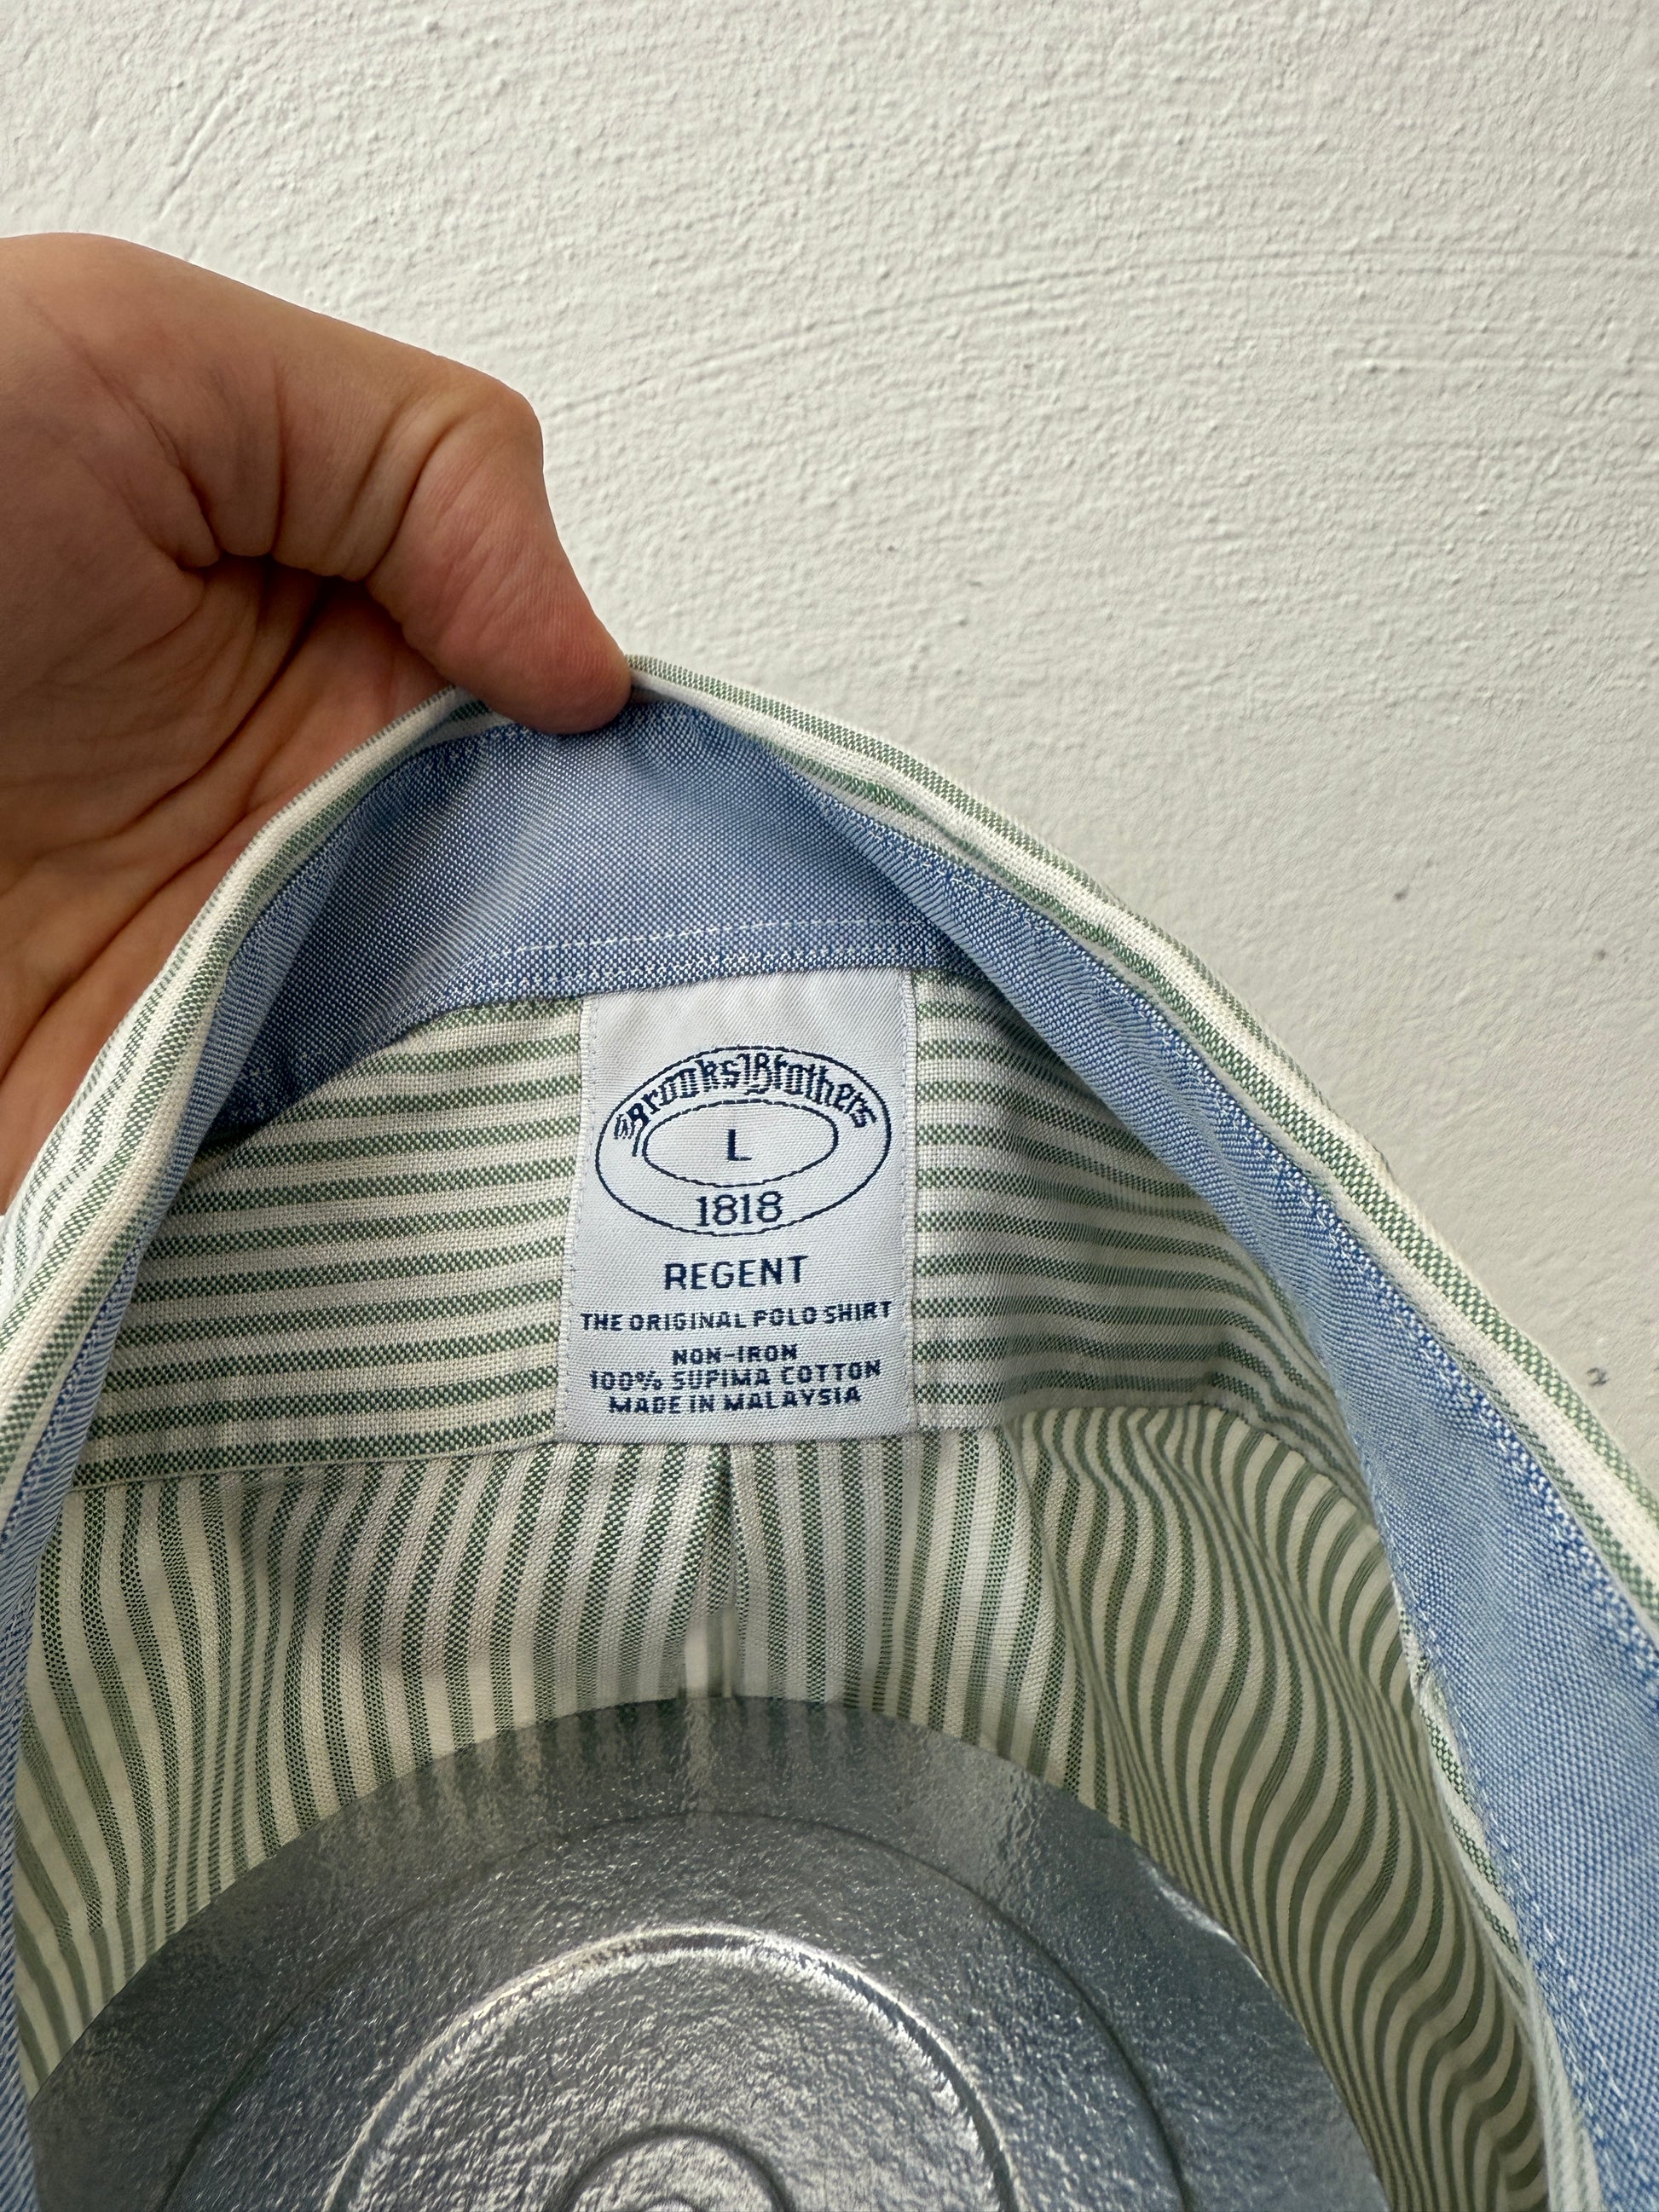 Brooks Brothers
L
1818
REGENT
THE ORIGINAL POLO SHIRT
NON-IRON
100% SUPIMA COTTON
MADE IN MALAYSIA